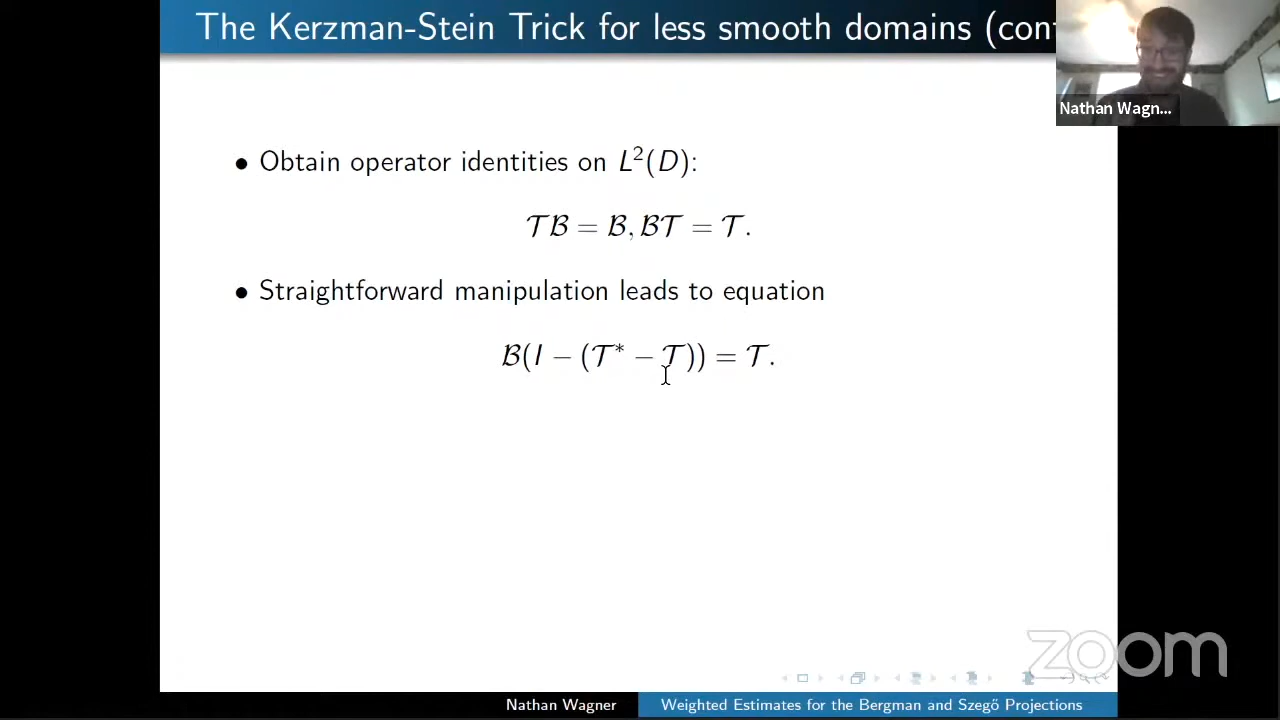 The Kerzman-Stein Trick for less smooth domains (con
Nathan Wagn...
• Obtain operator identities on L²(D):
𝒯ℬ = ℬ, ℬ𝒯 = 𝒯.
• Straightforward manipulation leads to equation
ℬ(I − (𝒯* − 𝒯)) = 𝒯.
zoom
Nathan Wagner
Weighted Estimates for the Bergman and Szegő Projections